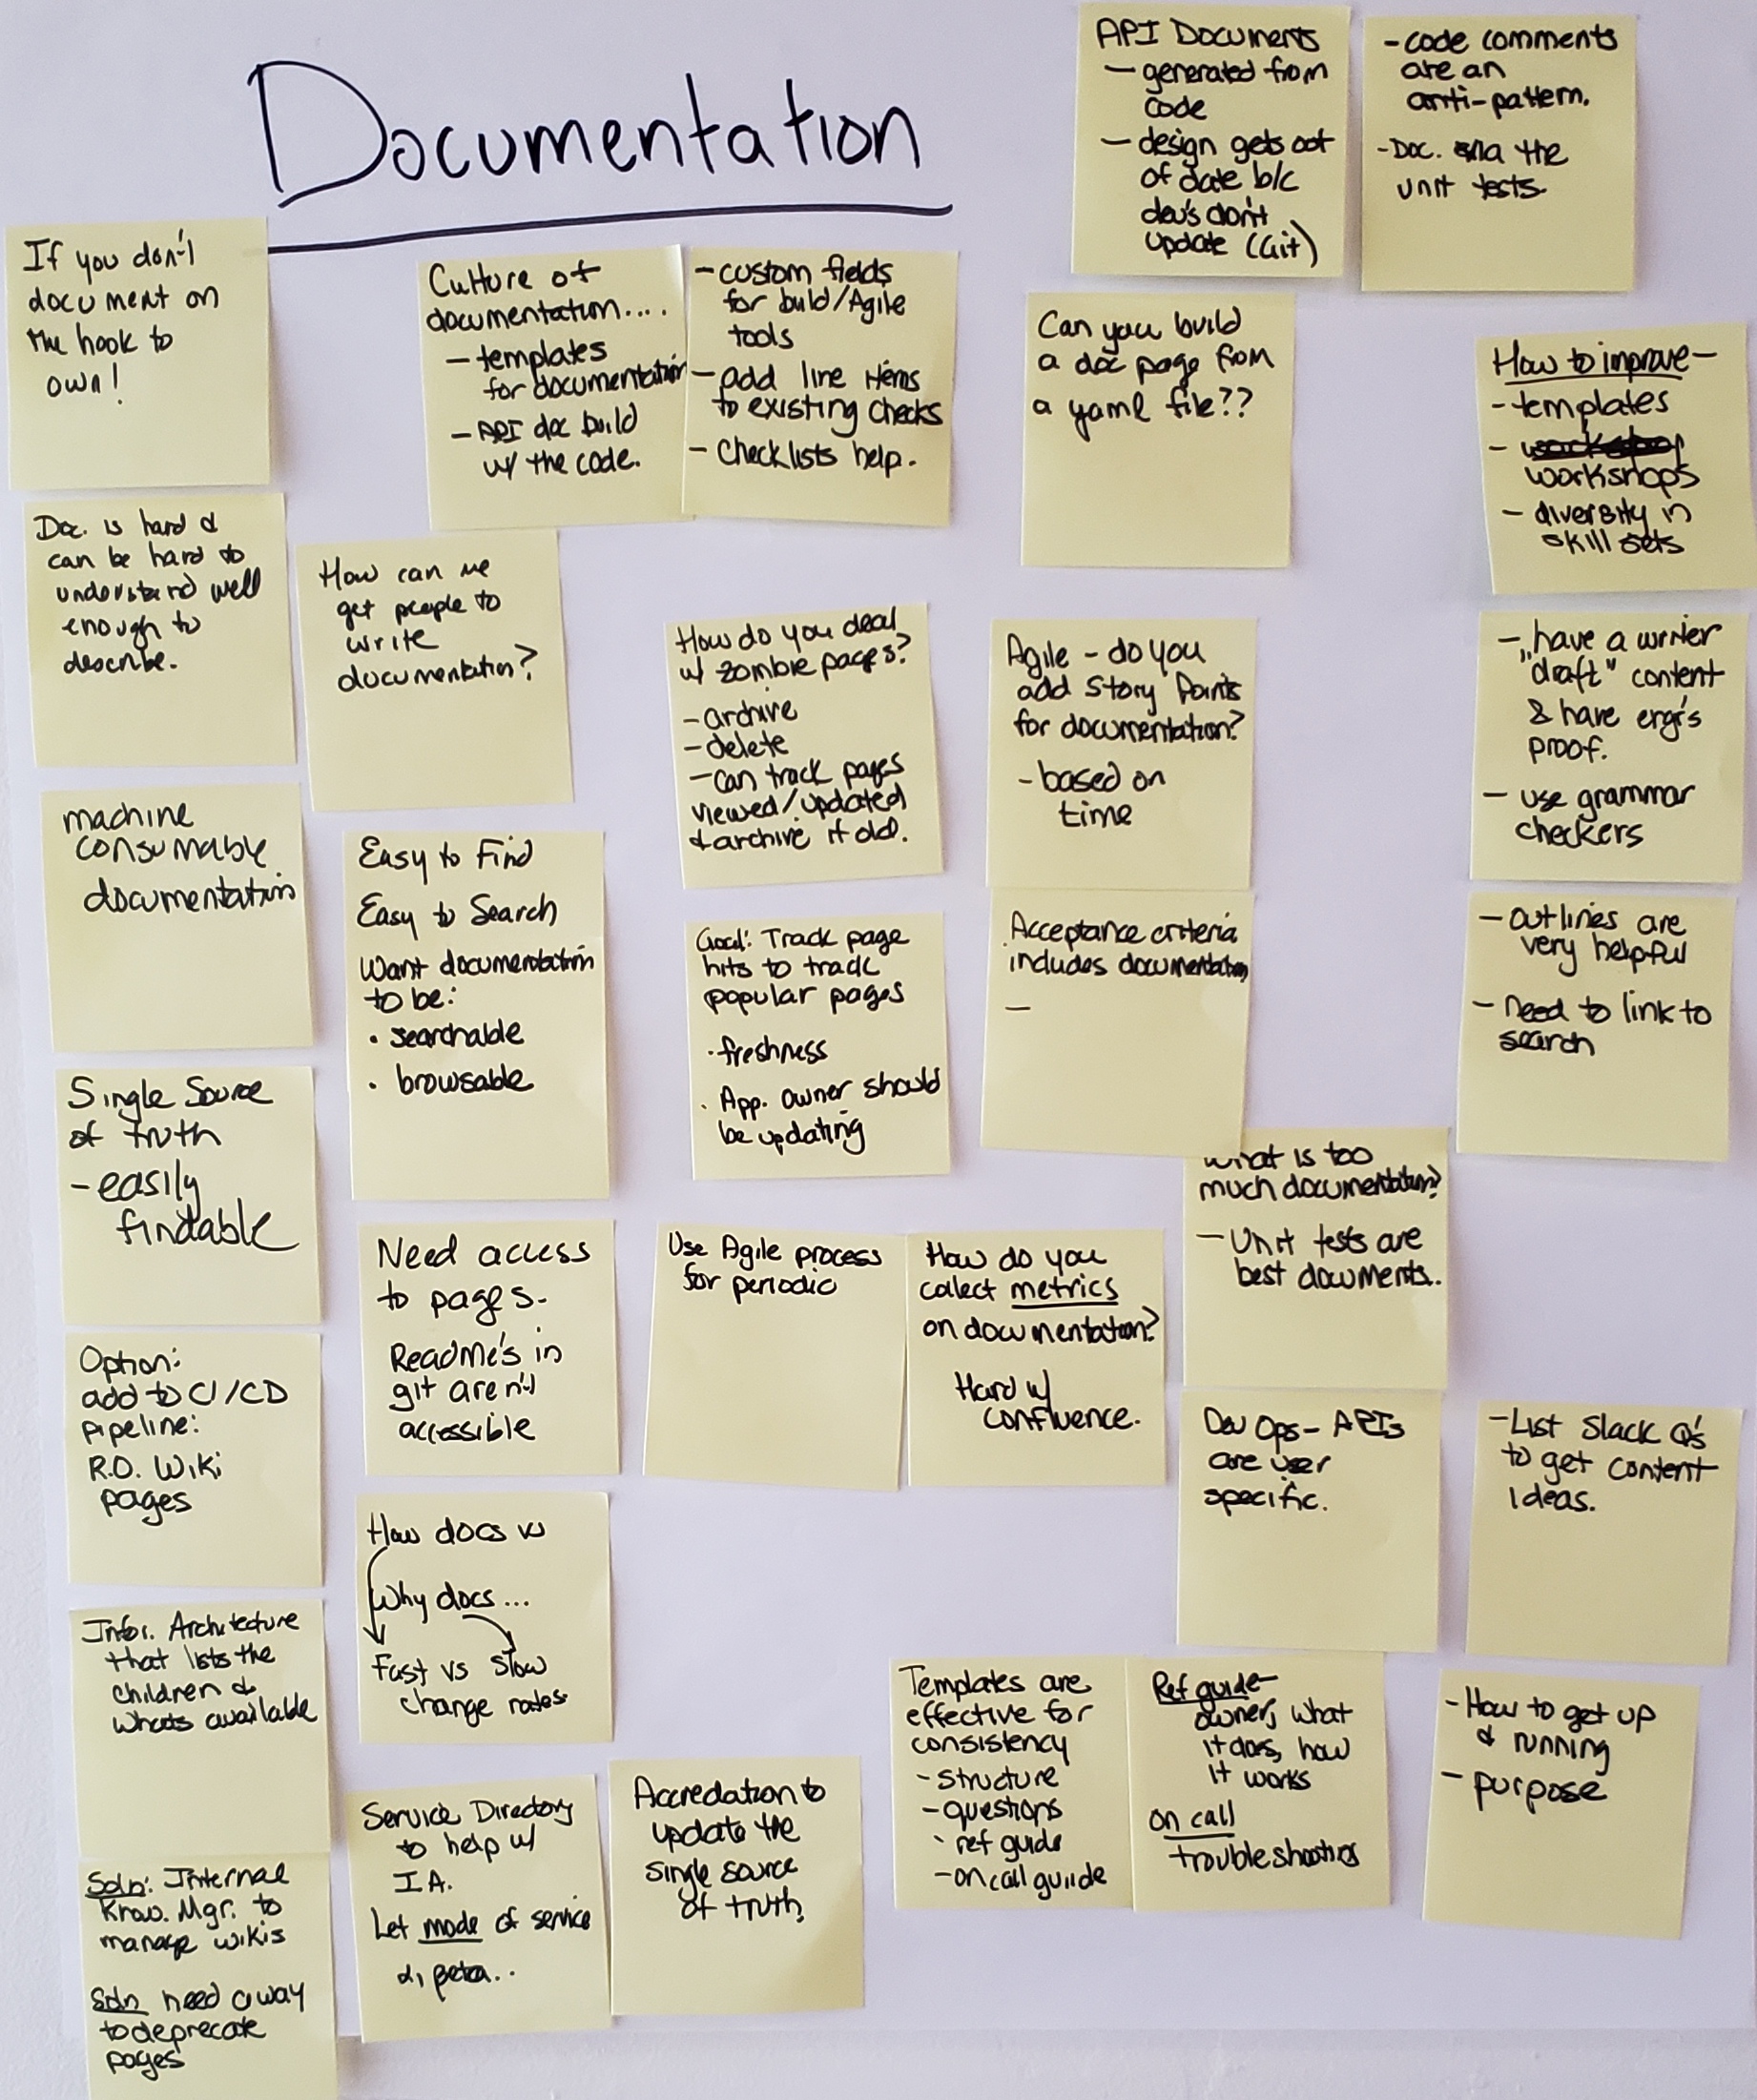 Documentation
API Documents
- generated from
code
- design gets out
of date b/c
dev's don't
update (Git)
- code comments
are an
anti-pattern.
- Doc. via the
unit tests
If you don't
document on
the hook to
own!
Culture of
documentation....
- templates
for documentation
- API doc build
w/ the code.
- custom fields
for build/Agile
tools
- add line items
to existing checks
- Checklists help.
Can you build
a doc page from
a yaml file??
How to improve-
- templates
- workshops
- diversity in
skill sets
Doc. is hard &
can be hard to
understand well
enough to
describe.
How can we
get people to
write
documentation?
How do you deal
w/ zombie pages?
- archive
- delete
- can track pages
viewed/updated
& archive if old.
Agile - do you
add Story Points
for documentation?
- based on
time
- have a writer
"draft" content
& have engr's
proof.
- use grammar
checkers
machine
consumable
documentation
Easy to Find
Easy to Search
Want documentation
to be:
• searchable
• browsable
Goal: Track page
hits to track
popular pages
• freshness
• App. owner should
be updating
Acceptance criteria
includes documentation
-
- outlines are
very helpful
- need to link to
search
Single Source
of truth
- easily
findable
Need access
to pages.
ReadMe's in
git aren't
accessible
Use Agile process
for periodic
How do you
collect metrics
on documentation?
Hard w/
confluence.
What is too
much documentation?
- Unit tests are
best documents.
Option:
add to CI/CD
pipeline:
R.O. Wiki
pages
How docs vs
Why docs...
Fast vs slow
change rates
Dev Ops - APIs
are user
specific.
- List Slack Q's
to get content
ideas.
Infor. Architecture
that lists the
children &
whats available
Service Directory
to help w/
I.A.
Let mode of service
α, beta..
Accredation to
update the
single source
of truth
Templates are
effective for
consistency
- structure
- questions
- ref guide
- on call guide
Ref guide-
owner, what
it does, how
it works
on call
troubleshooting
- How to get up
& running
- purpose
Soln: Internal
Know. Mgr. to
manage wikis
Soln need a way
to deprecate
pages